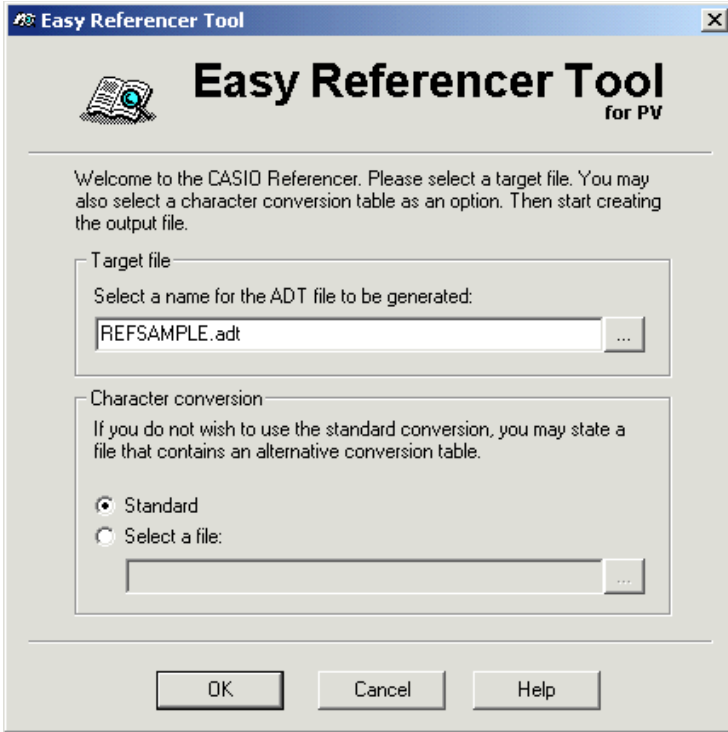 Easy Referencer Tool
Easy Referencer Tool
for PV
Welcome to the CASIO Referencer. Please select a target file. You may
also select a character conversion table as an option. Then start creating
the output file.
Target file
Select a name for the ADT file to be generated:
REFSAMPLE.adt
...
Character conversion
If you do not wish to use the standard conversion, you may state a
file that contains an alternative conversion table.
Standard
Select a file:
...
OK Cancel Help